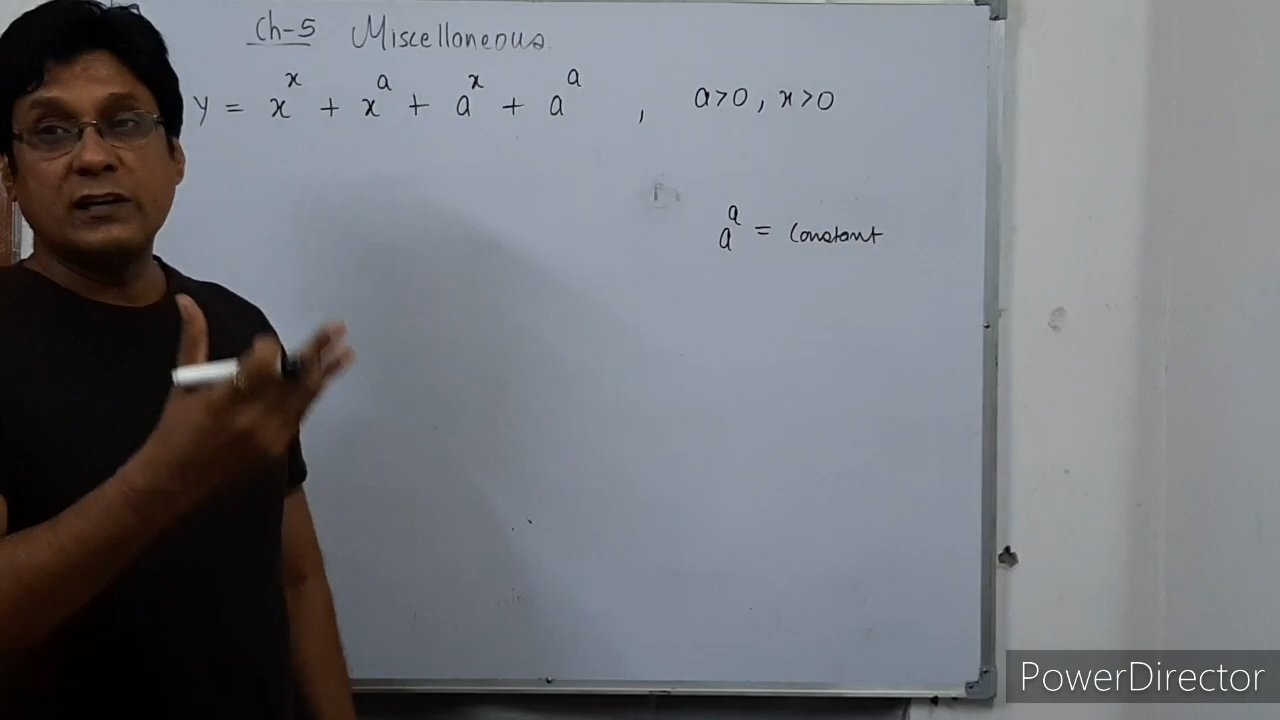 Ch-5 Miscelloneous.
y = x^x + x^a + a^x + a^a , a>0, x>0
a^a = constant
PowerDirector